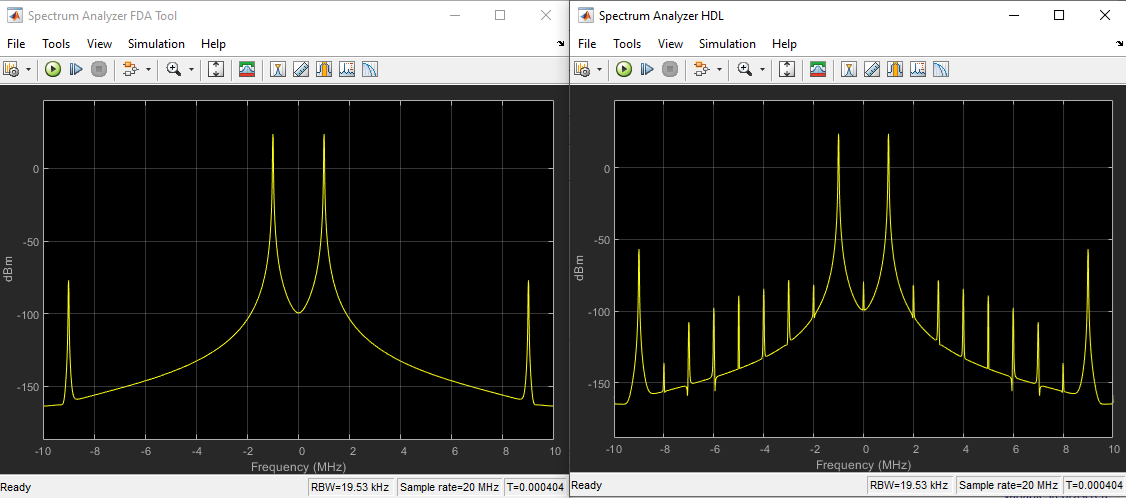 Spectrum Analyzer FDA Tool
File Tools View Simulation Help
0
-50
-100
-150
dBm
-10 -8 -6 -4 -2 0 2 4 6 8 10
Frequency (MHz)
Ready RBW=19.53 kHz Sample rate=20 MHz T=0.000404
Spectrum Analyzer HDL
File Tools View Simulation Help
0
-50
-100
-150
dBm
-10 -8 -6 -4 -2 0 2 4 6 8 10
Frequency (MHz)
Ready RBW=19.53 kHz Sample rate=20 MHz T=0.000404